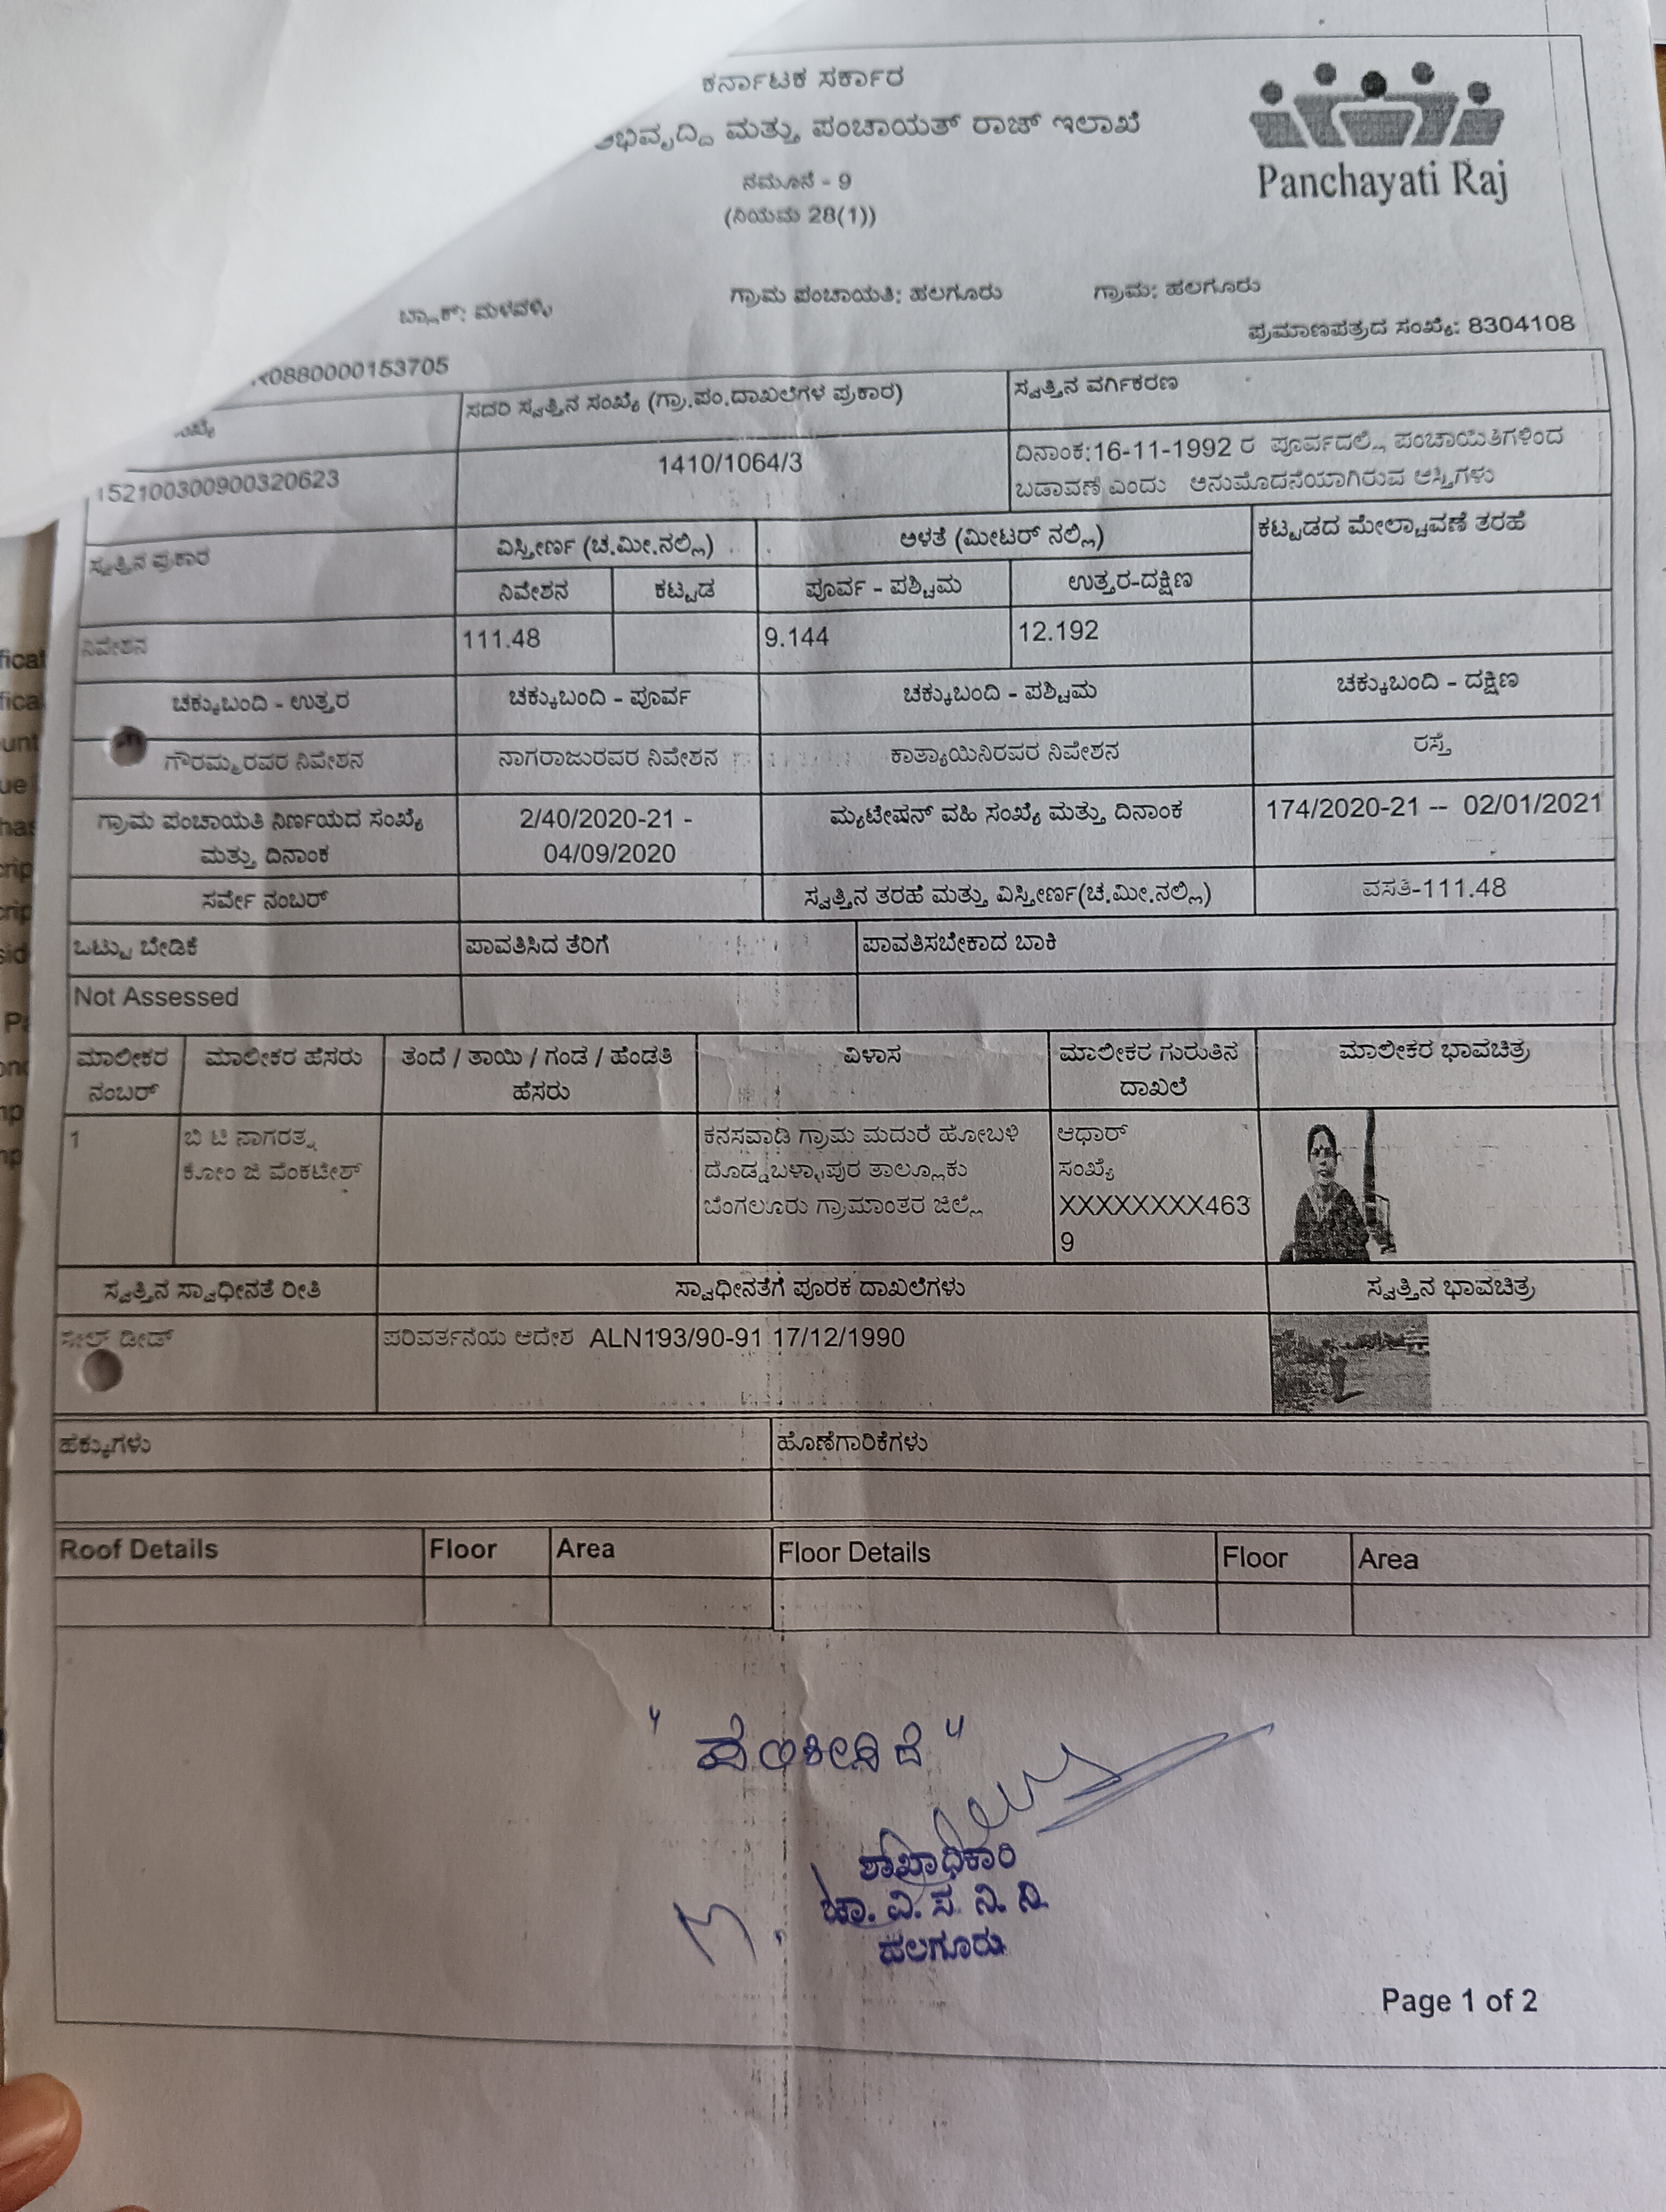 ಕರ್ನಾಟಕ ಸರ್ಕಾರ
ಅಭಿವೃದ್ದಿ ಮತ್ತು ಪಂಚಾಯತ್ ರಾಜ್ ಇಲಾಖೆ
Panchayati Raj
ನಮೂನೆ - 9
(ನಿಯಮ 28(1))
ಬ್ಲಾಕ್: ಮಳವಳ್ಳಿ ಗ್ರಾಮ ಪಂಚಾಯತಿ: ಹಲಗೂರು ಗ್ರಾಮ: ಹಲಗೂರು
ಪ್ರಮಾಣಪತ್ರದ ಸಂಖ್ಯೆ: 8304108
0880000153705
ಸದರಿ ಸ್ವತ್ತಿನ ಸಂಖ್ಯೆ (ಗ್ರಾ.ಪಂ.ದಾಖಲೆಗಳ ಪ್ರಕಾರ) ಸ್ವತ್ತಿನ ವರ್ಗಿಕರಣ
152100300900320623 1410/1064/3 ದಿನಾಂಕ:16-11-1992 ರ ಪೂರ್ವದಲ್ಲಿ ಪಂಚಾಯಿತಿಗಳಿಂದ
ಬಡಾವಣೆ ಎಂದು ಅನುಮೊದನೆಯಾಗಿರುವ ಆಸ್ತಿಗಳು
ಸ್ವತ್ತಿನ ಪ್ರಕಾರ ವಿಸ್ತೀರ್ಣ (ಚ.ಮೀ.ನಲ್ಲಿ) ಅಳತೆ (ಮೀಟರ್ ನಲ್ಲಿ) ಕಟ್ಟಡದ ಮೇಲ್ಚಾವಣೆ ತರಹೆ
ನಿವೇಶನ ಕಟ್ಟಡ ಪೂರ್ವ - ಪಶ್ಚಿಮ ಉತ್ತರ-ದಕ್ಷಿಣ
ನಿವೇಶನ 111.48 9.144 12.192
ಚಕ್ಕುಬಂದಿ - ಉತ್ತರ ಚಕ್ಕುಬಂದಿ - ಪೂರ್ವ ಚಕ್ಕುಬಂದಿ - ಪಶ್ಚಿಮ ಚಕ್ಕುಬಂದಿ - ದಕ್ಷಿಣ
ಗೌರಮ್ಮರವರ ನಿವೇಶನ ನಾಗರಾಜುರವರ ನಿವೇಶನ ಕಾತ್ಯಾಯಿನಿರವರ ನಿವೇಶನ ರಸ್ತೆ
ಗ್ರಾಮ ಪಂಚಾಯತಿ ನಿರ್ಣಯದ ಸಂಖ್ಯೆ 2/40/2020-21 - ಮ್ಯುಟೇಷನ್ ವಹಿ ಸಂಖ್ಯೆ ಮತ್ತು ದಿನಾಂಕ 174/2020-21 -- 02/01/2021
ಮತ್ತು ದಿನಾಂಕ 04/09/2020
ಸರ್ವೇ ನಂಬರ್ ಸ್ವತ್ತಿನ ತರಹೆ ಮತ್ತು ವಿಸ್ತೀರ್ಣ(ಚ.ಮೀ.ನಲ್ಲಿ) ವಸತಿ-111.48
ಒಟ್ಟು ಬೇಡಿಕೆ ಪಾವತಿಸಿದ ತೆರಿಗೆ ಪಾವತಿಸಬೇಕಾದ ಬಾಕಿ
Not Assessed
ಮಾಲೀಕರ ಮಾಲೀಕರ ಹೆಸರು ತಂದೆ / ತಾಯಿ / ಗಂಡ / ಹೆಂಡತಿ ವಿಳಾಸ ಮಾಲೀಕರ ಗುರುತಿನ ಮಾಲೀಕರ ಭಾವಚಿತ್ರ
ನಂಬರ್ ಹೆಸರು ದಾಖಲೆ
1 ಬಿ ಟಿ ನಾಗರತ್ನ ಕನಸವಾಡಿ ಗ್ರಾಮ ಮದುರೆ ಹೋಬಳಿ ಆಧಾರ್
ಕೋಂ ಜಿ ವೆಂಕಟೇಶ್ ದೊಡ್ಡಬಳ್ಳಾಪುರ ತಾಲ್ಲೂಕು ಸಂಖ್ಯೆ
ಬೆಂಗಲೂರು ಗ್ರಾಮಾಂತರ ಜಿಲ್ಲೆ XXXXXXXX463
9
ಸ್ವತ್ತಿನ ಸ್ವಾಧೀನತೆ ರೀತಿ ಸ್ವಾಧೀನತೆಗೆ ಪೂರಕ ದಾಖಲೆಗಳು ಸ್ವತ್ತಿನ ಭಾವಚಿತ್ರ
ಸೇಲ್ ಡೀಡ್ ಪರಿವರ್ತನೆಯ ಆದೇಶ ALN193/90-91 17/12/1990
ಹಕ್ಕುಗಳು ಹೊಣೆಗಾರಿಕೆಗಳು
Roof Details Floor Area Floor Details Floor Area
ಶಾಖಾಧಿಕಾರಿ
ಚಾ. ವಿ. ಸ. ನಿ. ನಿ.
ಹಲಗೂರು
Page 1 of 2